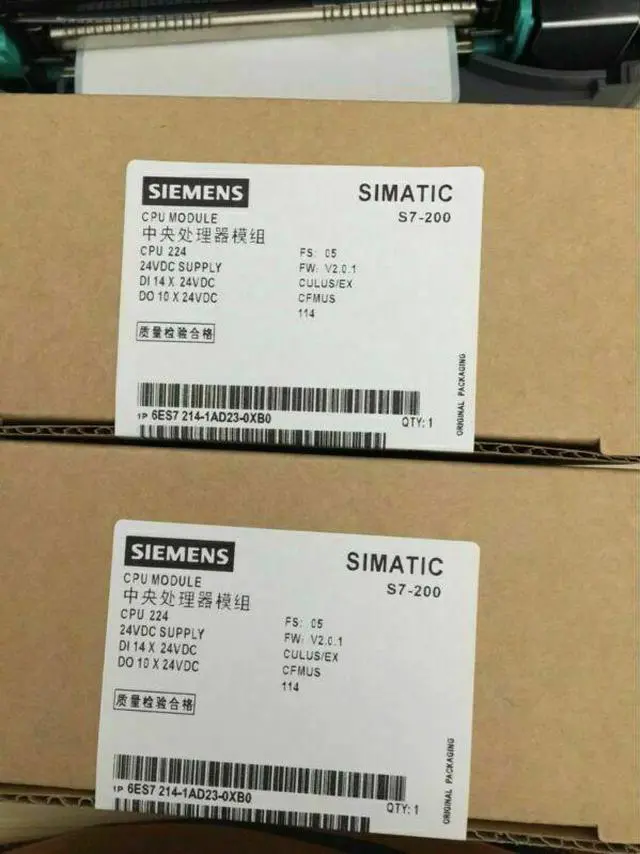 SIEMENS
SIMATIC
S7-200
CPU MODULE
中央处理器模组
CPU 224
FS: 05
24VDC SUPPLY
FW: V2.0.1
DI 14 X 24VDC
CULUS/EX
DO 10 X 24VDC
CFMUS
114
质量检验合格
1P 6ES7 214-1AD23-0XB0
QTY: 1
ORIGINAL PACKAGING
SIEMENS
SIMATIC
S7-200
CPU MODULE
中央处理器模组
CPU 224
FS: 05
24VDC SUPPLY
FW: V2.0.1
DI 14 X 24VDC
CULUS/EX
DO 10 X 24VDC
CFMUS
114
质量检验合格
1P 6ES7 214-1AD23-0XB0
QTY: 1
ORIGINAL PACKAGING